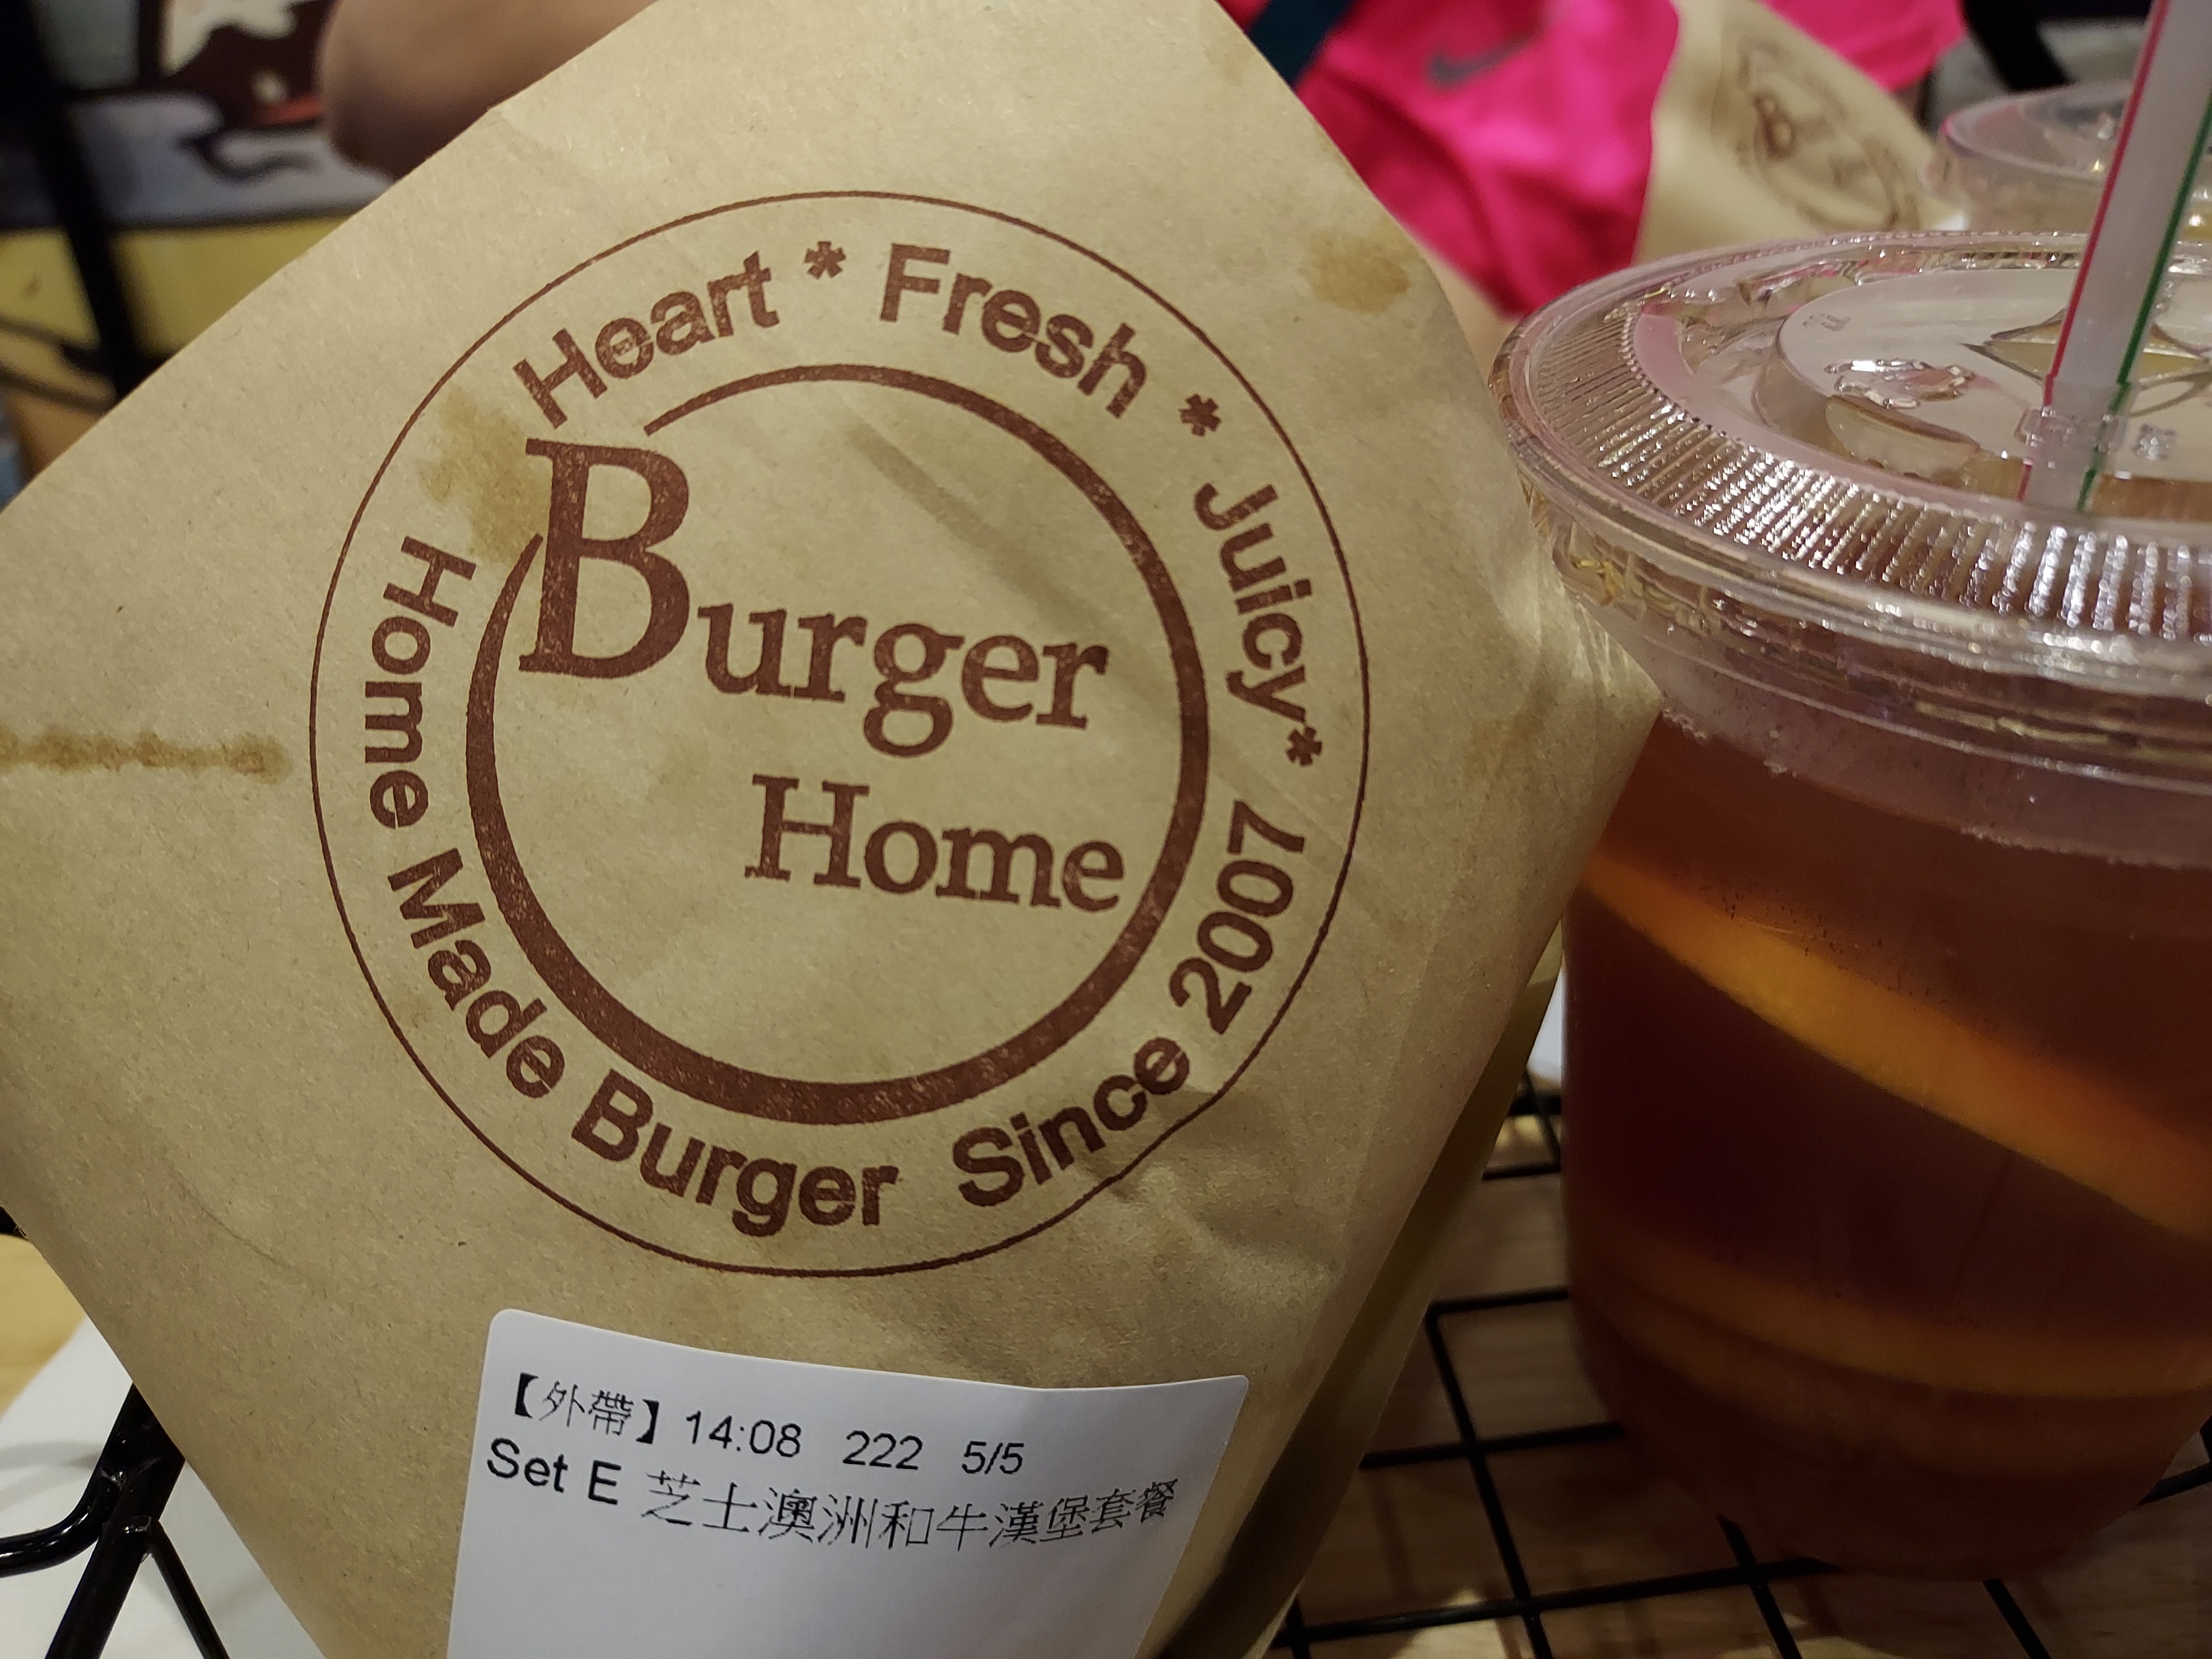 Heart * Fresh * Juicy*
Burger
Home
Home Made Burger Since 2007
【外帶】14:08 222 5/5
Set E 芝士澳洲和牛漢堡套餐
B